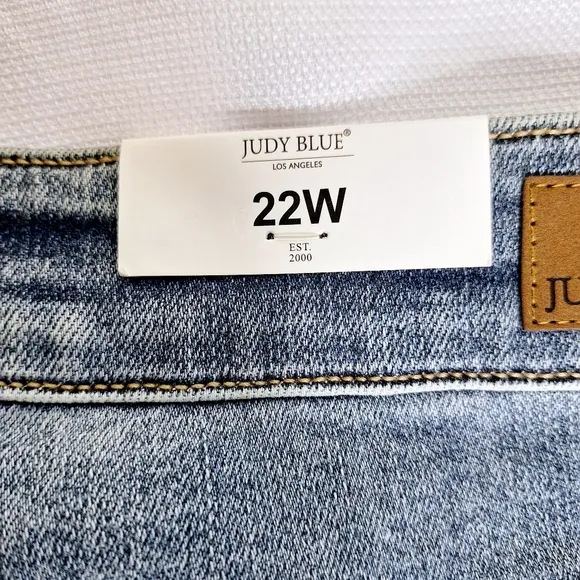 JUDY BLUE®
LOS ANGELES
22W
EST.
2000
JU